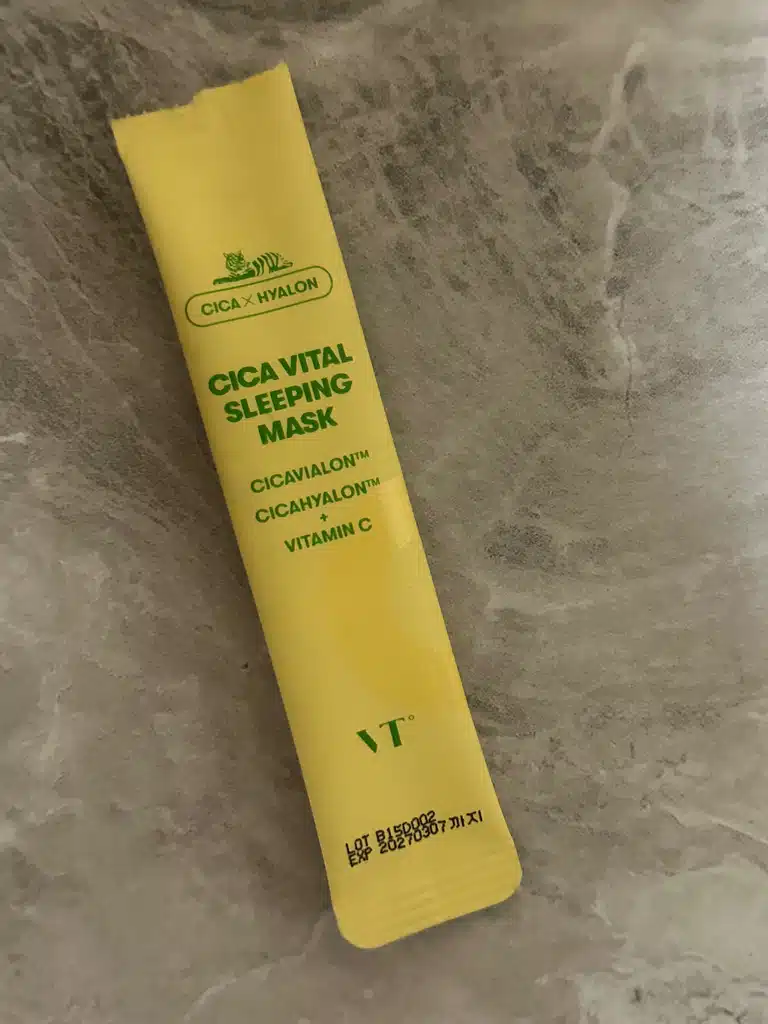 CICA×HYALON
CICA VITAL
SLEEPING
MASK
CICAVIALON™
CICAHYALON™
+
VITAMIN C
VT°
LOT B15D002
EXP 20270307 까지